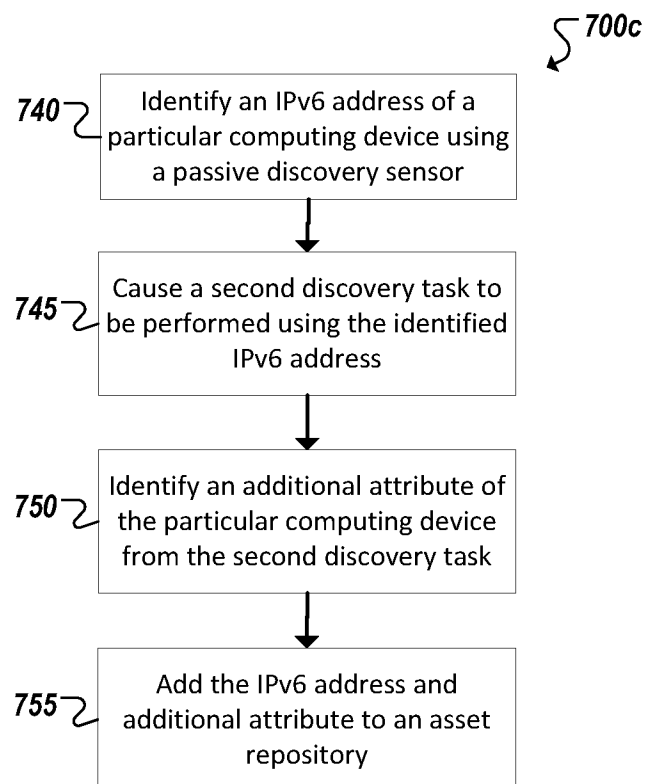 700c
740
Identify an IPv6 address of a
particular computing device using
a passive discovery sensor
745
Cause a second discovery task to
be performed using the identified
IPv6 address
750
Identify an additional attribute of
the particular computing device
from the second discovery task
755
Add the IPv6 address and
additional attribute to an asset
repository